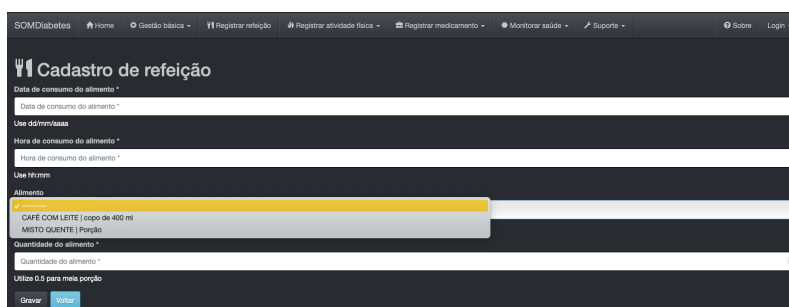 SOMDiabetes Home Gestão básica Registrar refeição Registrar atividade física Registrar medicamento Monitorar saúde Suporte Sobre Login
Cadastro de refeição
Data de consumo do alimento *
Data de consumo do alimento *
Use dd/mm/aaaa
Hora de consumo do alimento *
Hora de consumo do alimento *
Use hh:mm
Alimento
✓ ---------
CAFÉ COM LEITE | copo de 400 ml
MISTO QUENTE | Porção
Quantidade do alimento *
Quantidade do alimento *
Utilize 0.5 para meia porção
Gravar Voltar